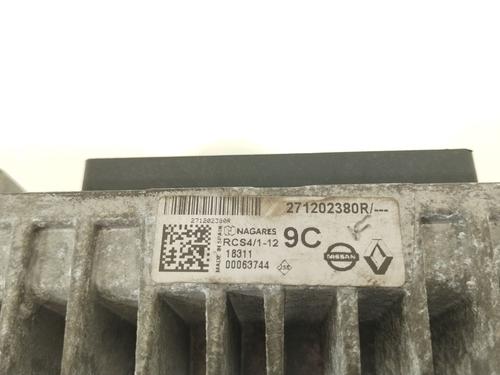 271202380R/---
271202380R
MADE IN SPAIN
NAGARES
RCS4/1-12
9C
18311
00063744
NISSAN